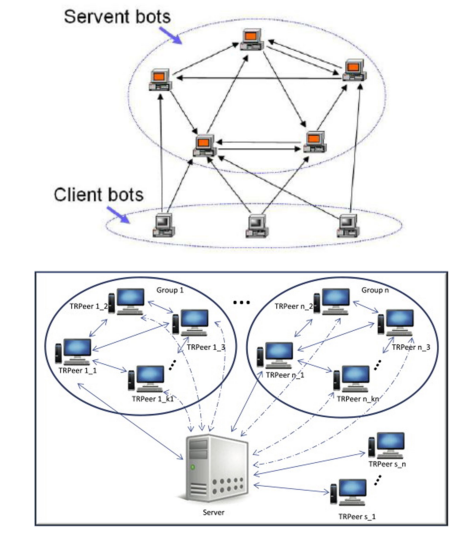 Servent bots
Client bots
Group 1
TRPeer 1_2
TRPeer 1_3
TRPeer 1_1
TRPeer 1_k1
...
Group n
TRPeer n_2
TRPeer n_3
TRPeer n_1
TRPeer n_kn
Server
TRPeer s_n
TRPeer s_1